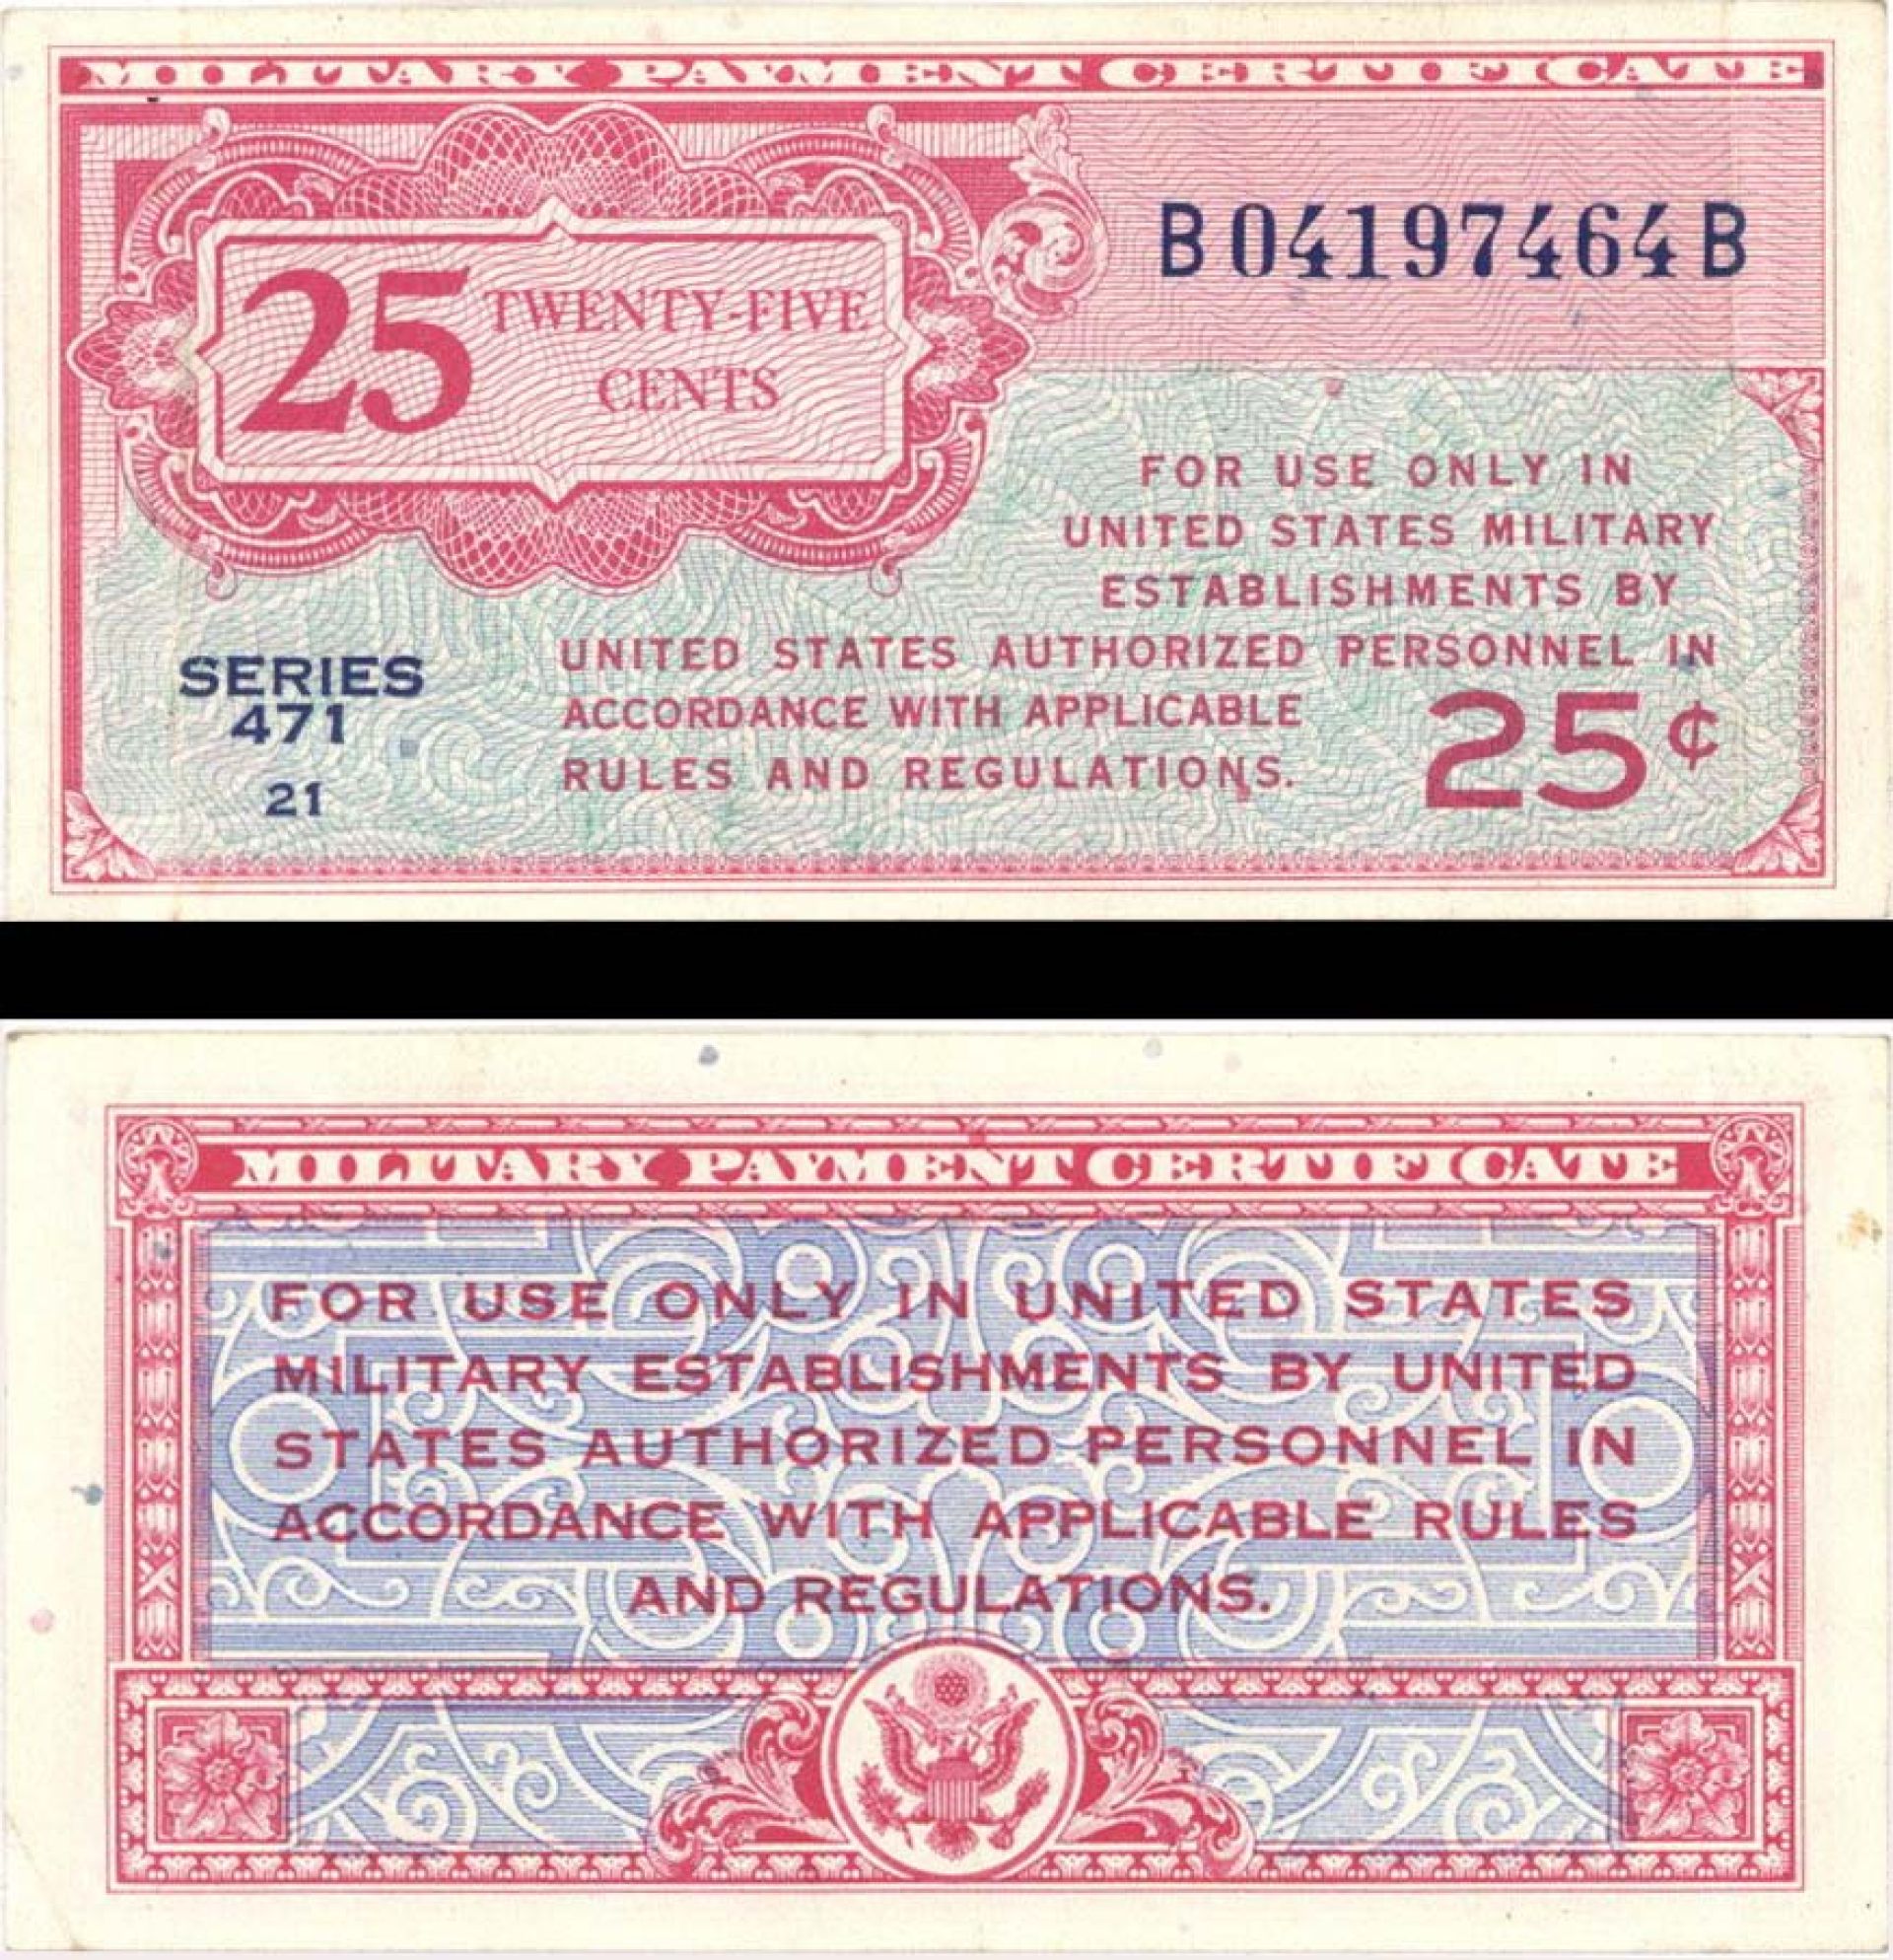 MILITARY PAYMENT CERTIFICATE
B04197464B
25 TWENTY-FIVE
CENTS
FOR USE ONLY IN
UNITED STATES MILITARY
ESTABLISHMENTS BY
UNITED STATES AUTHORIZED PERSONNEL IN
ACCORDANCE WITH APPLICABLE
RULES AND REGULATIONS.
25¢
SERIES
471
21
MILITARY PAYMENT CERTIFICATE
FOR USE ONLY IN UNITED STATES
MILITARY ESTABLISHMENTS BY UNITED
STATES AUTHORIZED PERSONNEL IN
ACCORDANCE WITH APPLICABLE RULES
AND REGULATIONS.